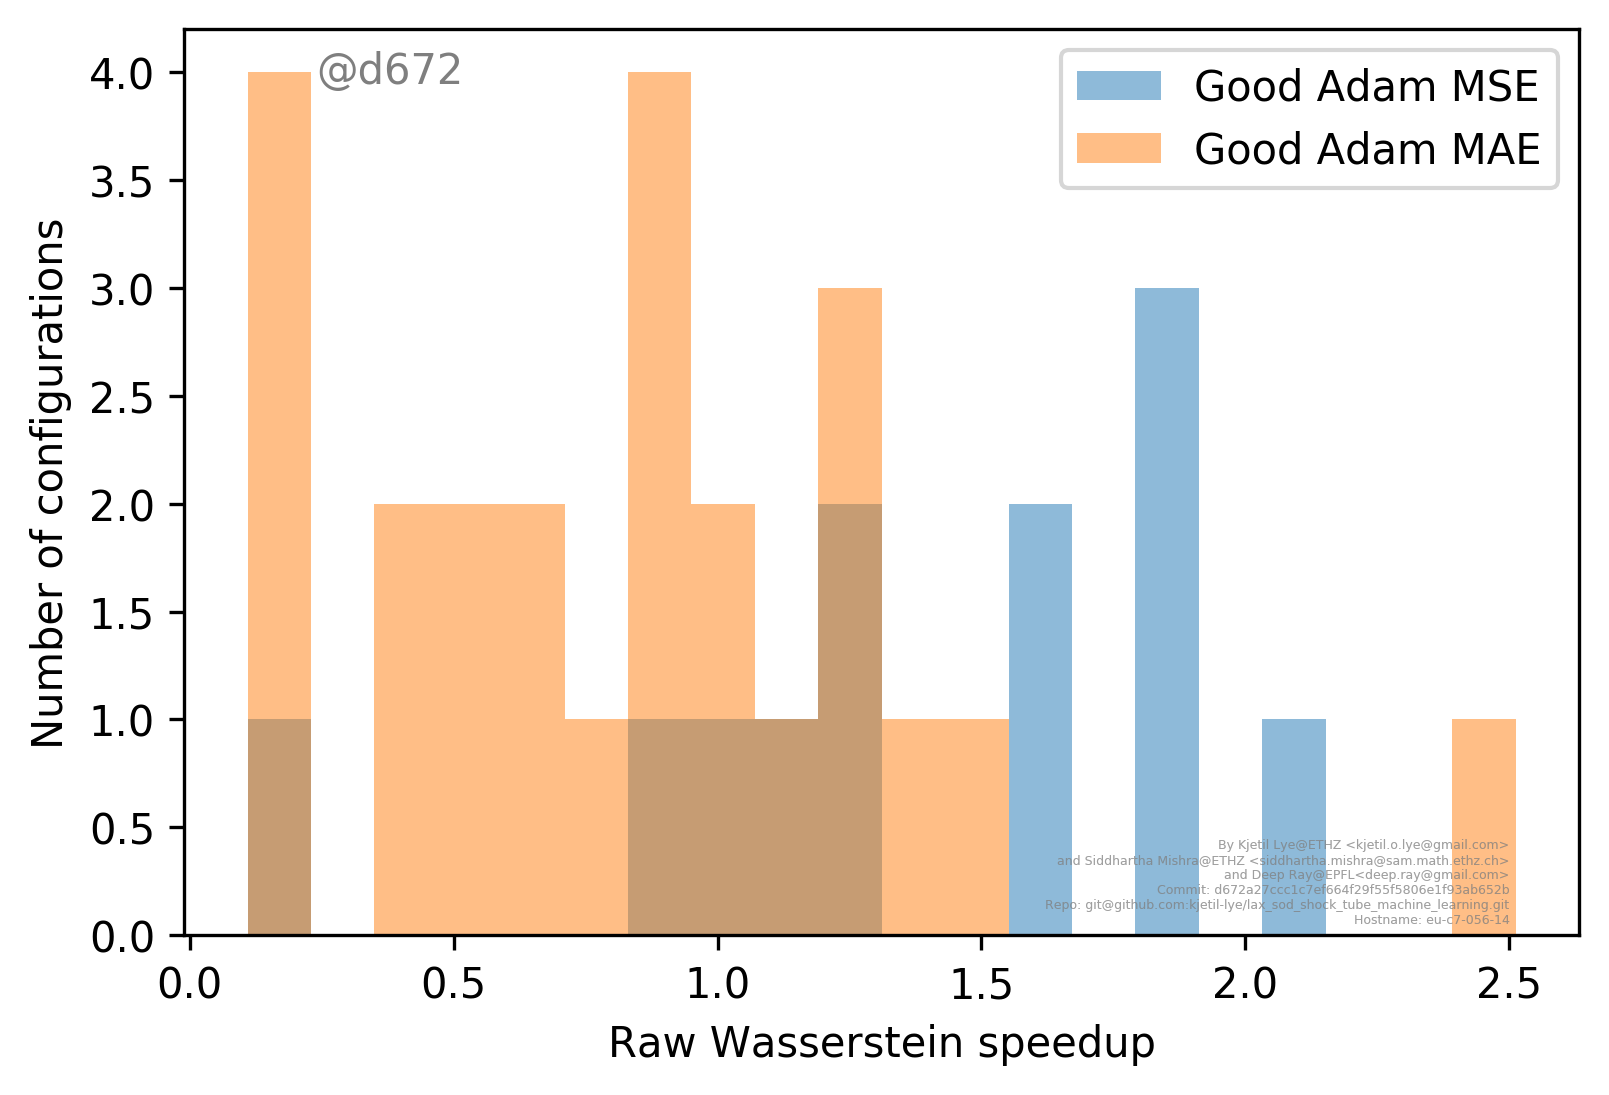 @d672
Good Adam MSE
Good Adam MAE
4.0
3.5
3.0
2.5
2.0
1.5
1.0
0.5
0.0
Number of configurations
By Kjetil Lye@ETHZ <kjetil.o.lye@gmail.com>
and Siddhartha Mishra@ETHZ <siddhartha.mishra@sam.math.ethz.ch>
and Deep Ray@EPFL<deep.ray@gmail.com>
Commit: d672a27ccc1c7ef664f29f55f5806e1f93ab652b
Repo: git@github.com:kjetil-lye/lax_sod_shock_tube_machine_learning.git
Hostname: eu-c7-056-14
0.0 0.5 1.0 1.5 2.0 2.5
Raw Wasserstein speedup